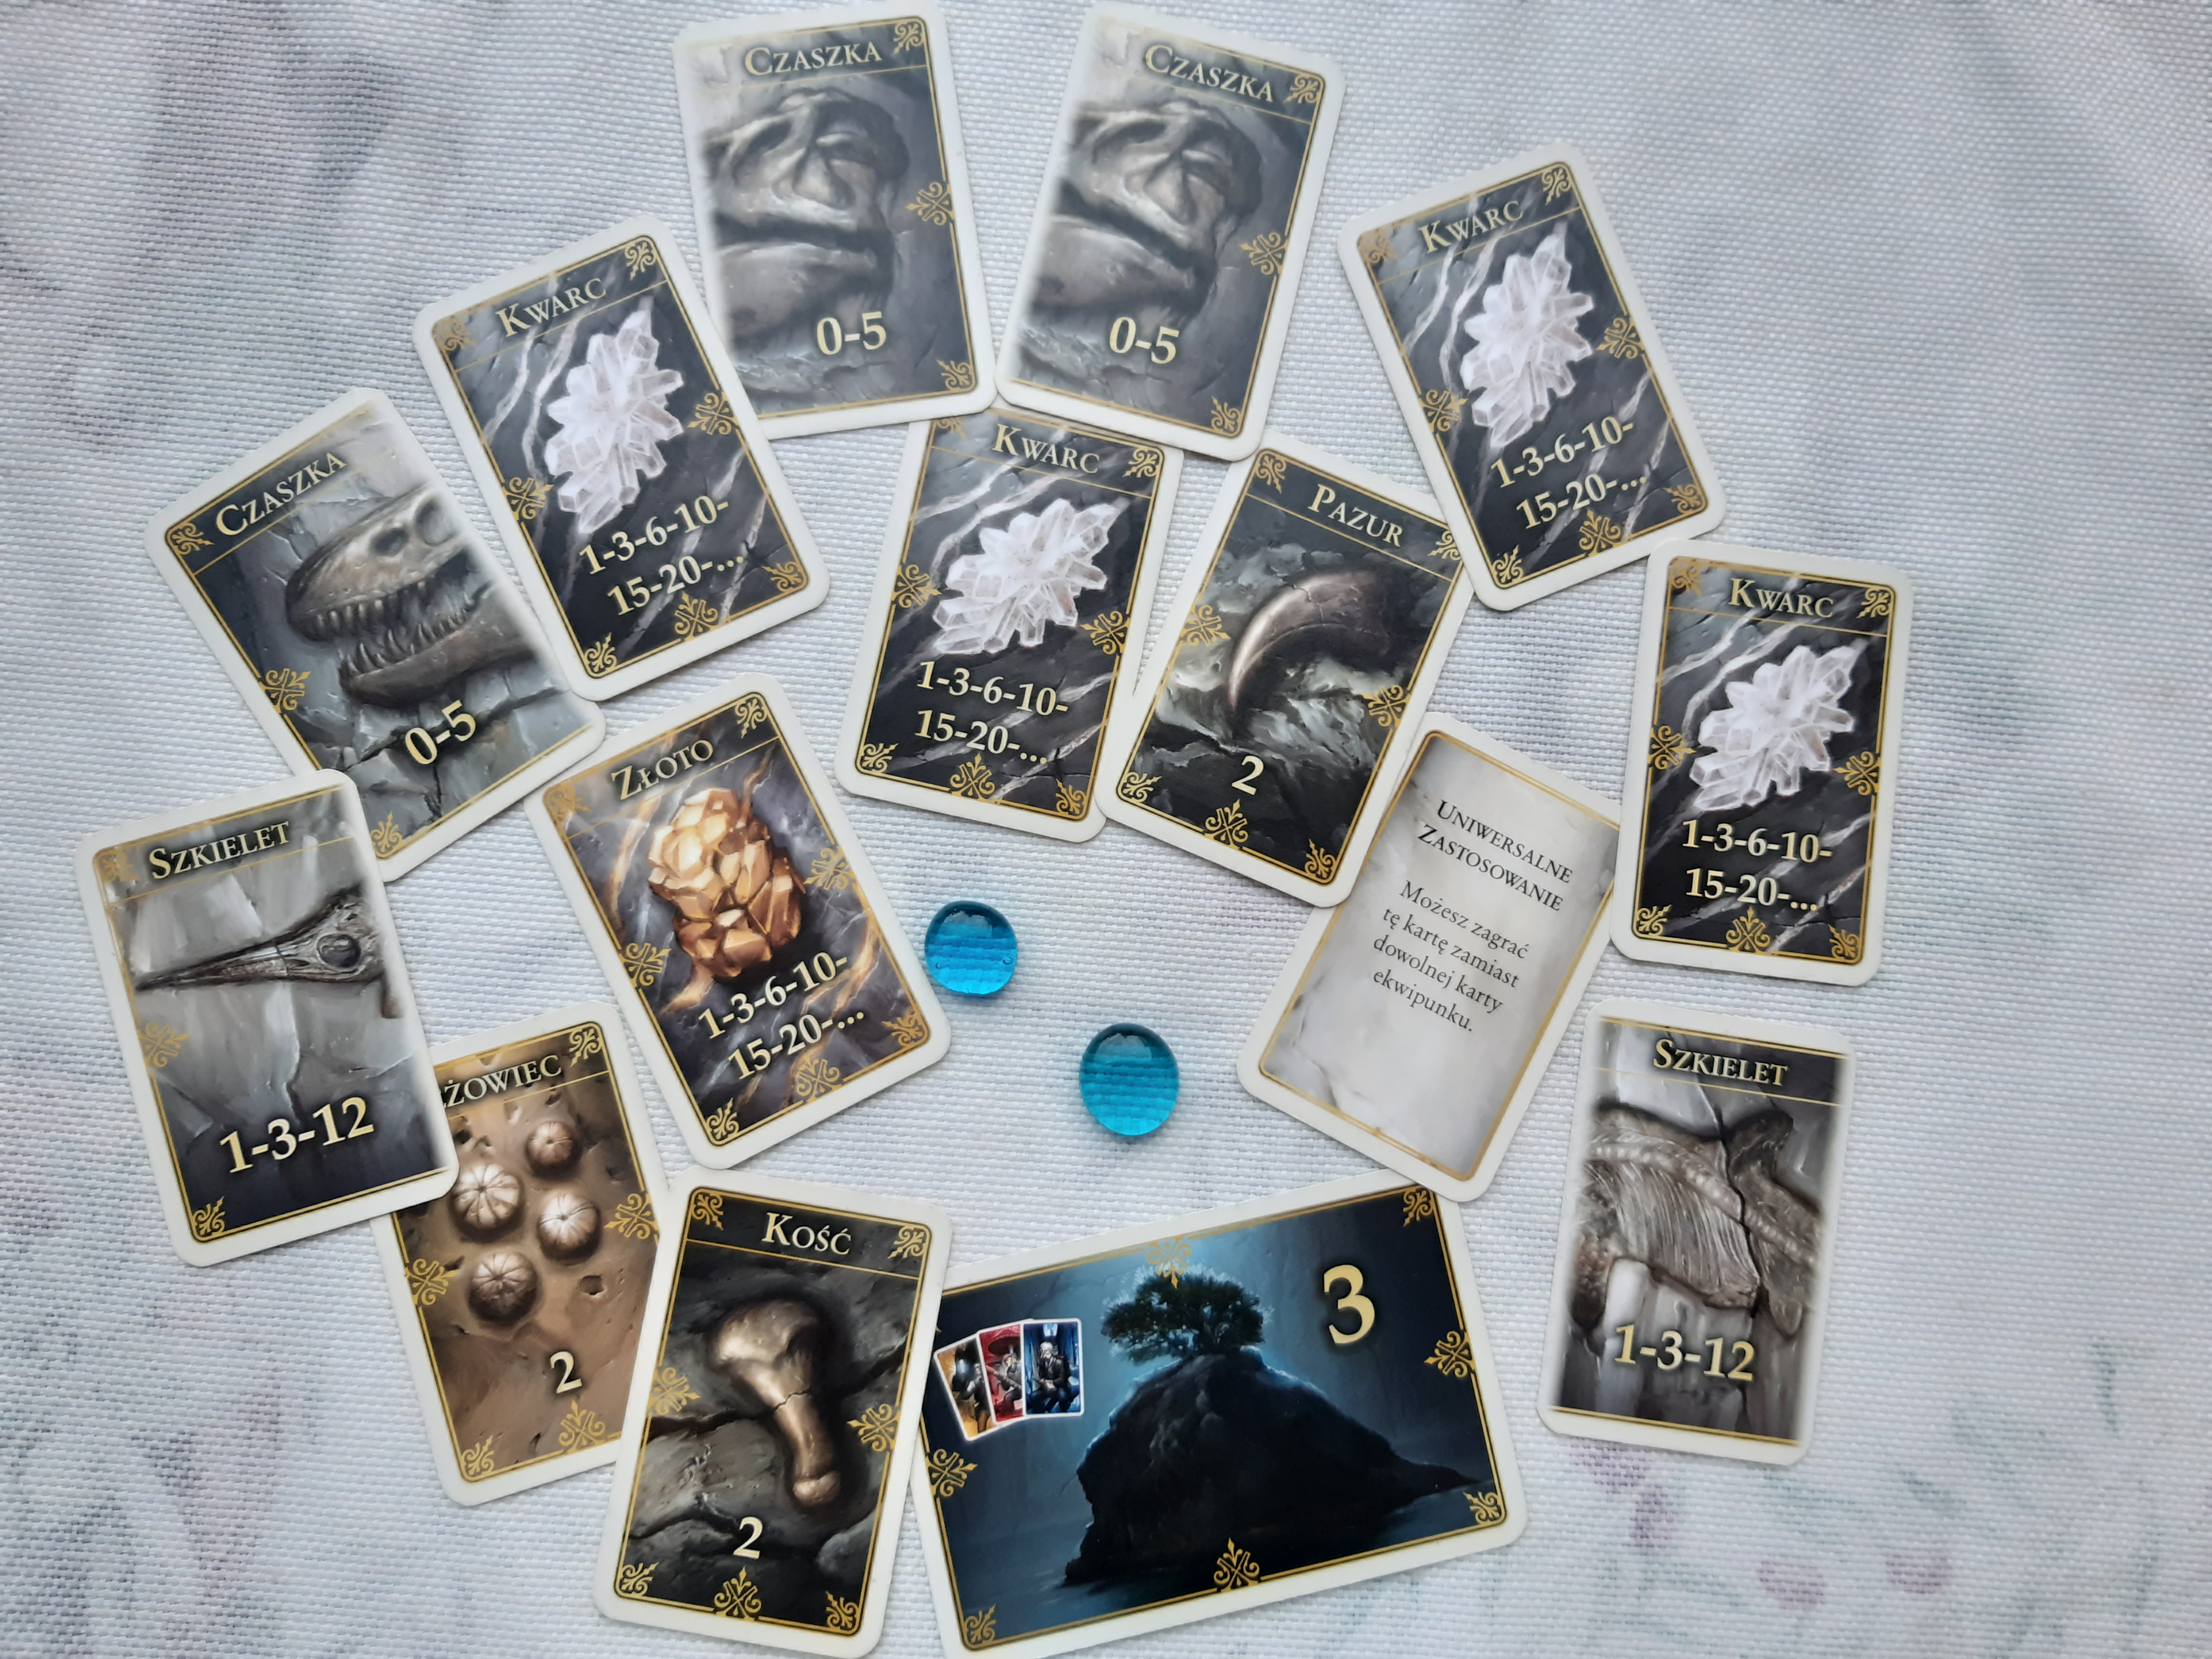 SZKIELET
1-3-12
CZASZKA
0-5
ŻOWIEC
2
KWARC
1-3-6-10-
15-20-...
ZŁOTO
1-3-6-10-
15-20-...
KOŚĆ
2
CZASZKA
0-5
KWARC
1-3-6-10-
15-20-...
CZASZKA
0-5
PAZUR
2
3
UNIWERSALNE
ZASTOSOWANIE
Możesz zagrać
tę kartę zamiast
dowolnej karty
ekwipunku.
KWARC
1-3-6-10-
15-20-...
SZKIELET
1-3-12
KWARC
1-3-6-10-
15-20-...